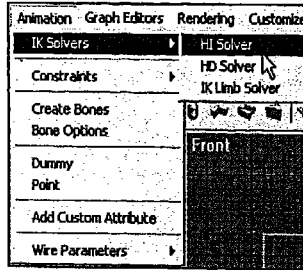 Animation Graph Editors Rendering Customize
IK Solvers HI Solver
HD Solver
IK Limb Solver
Constraints
Create Bones
Bone Options
Front
Dummy
Point
Add Custom Attribute
Wire Parameters